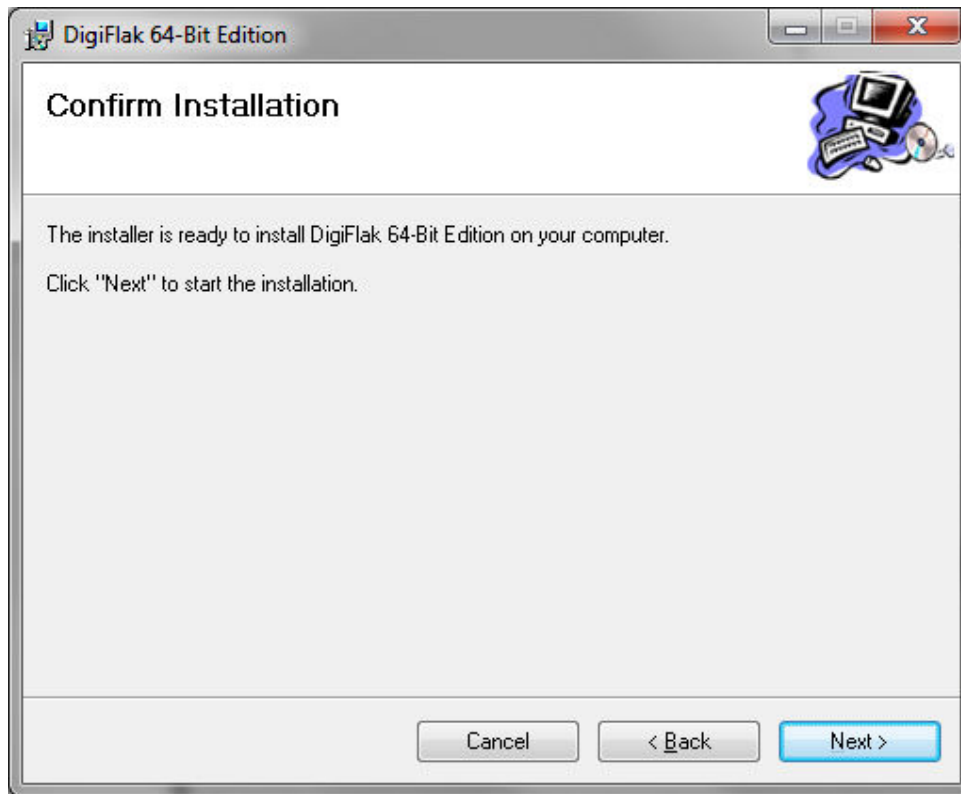 DigiFlak 64-Bit Edition
Confirm Installation
The installer is ready to install DigiFlak 64-Bit Edition on your computer.
Click "Next" to start the installation.
Cancel
< Back
Next >